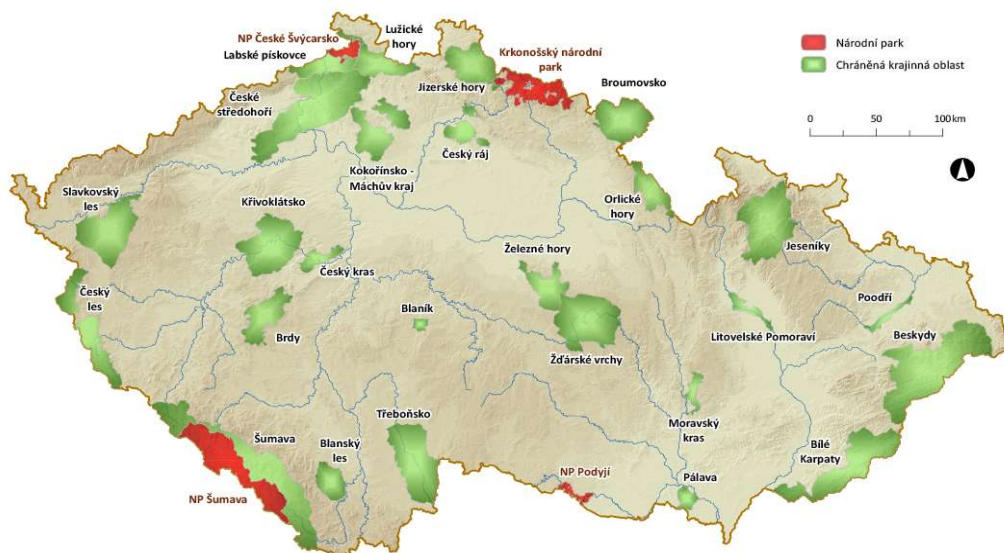 NP České Švýcarsko
Lužické
hory
Labské pískovce
Krkonošský národní
park
Národní park
Chráněná krajinná oblast
Broumovsko
Jizerské hory
České
středohoří
0 50 100 km
Český ráj
Kokořínsko -
Máchův kraj
Slavkovský
les
Křivoklátsko
Orlické
hory
Jeseníky
Železné hory
Český kras
Český
les
Poodří
Blaník
Brdy
Litovelské Pomoraví
Beskydy
Žďárské vrchy
Třeboňsko
Moravský
kras
Šumava
Blanský
les
Bílé
Karpaty
NP Podyjí
Pálava
NP Šumava